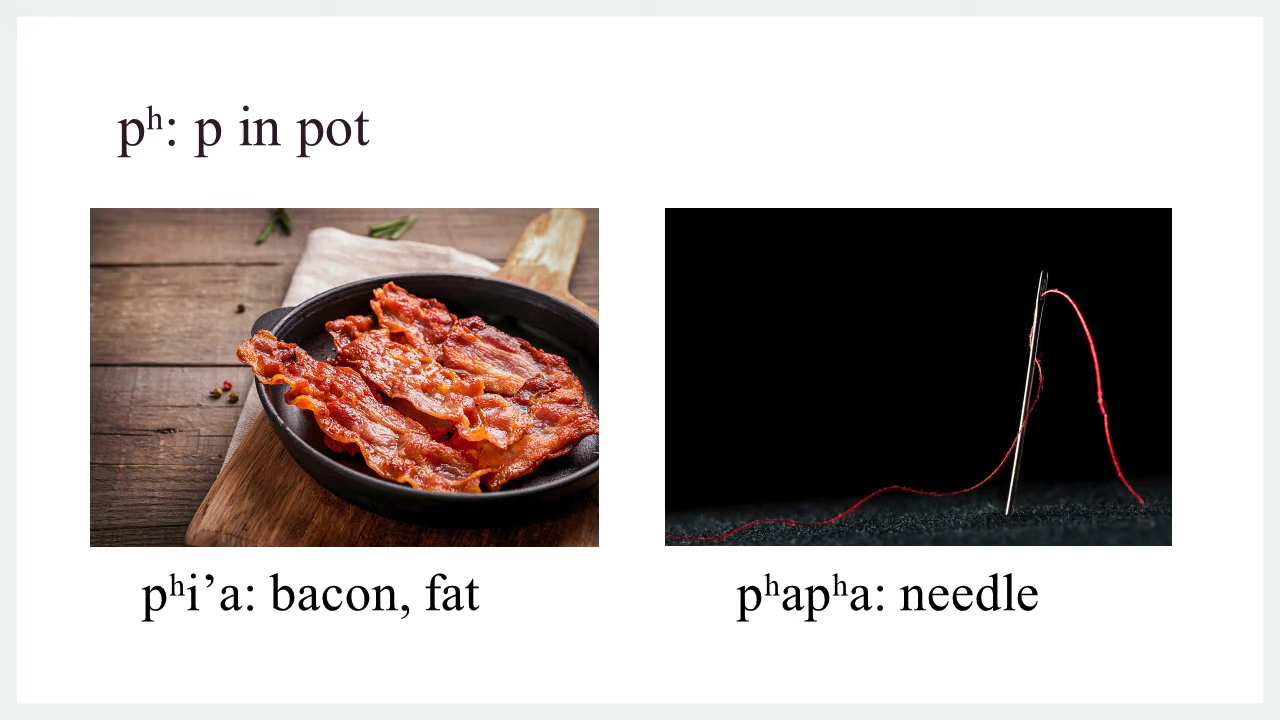 pʰ: p in pot
pʰi’a: bacon, fat
pʰapʰa: needle